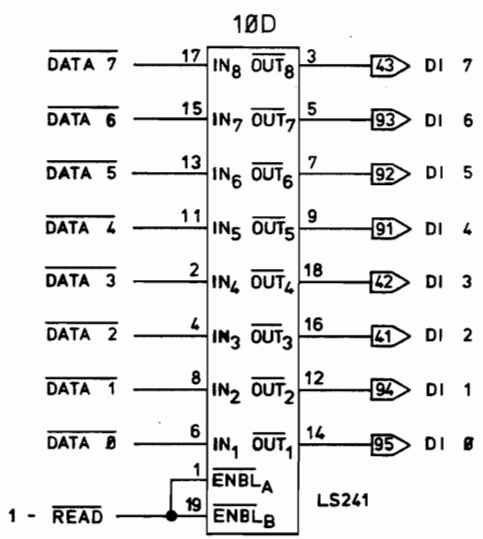 10D
DATA 7 17 IN8 OUT8 3 43 DI 7
DATA 6 15 IN7 OUT7 5 93 DI 6
DATA 5 13 IN6 OUT6 7 92 DI 5
DATA 4 11 IN5 OUT5 9 91 DI 4
DATA 3 2 IN4 OUT4 18 42 DI 3
DATA 2 4 IN3 OUT3 16 41 DI 2
DATA 1 8 IN2 OUT2 12 94 DI 1
DATA 0 6 IN1 OUT1 14 95 DI 0
1 ENBLA
LS241
1 - READ 19 ENBLB